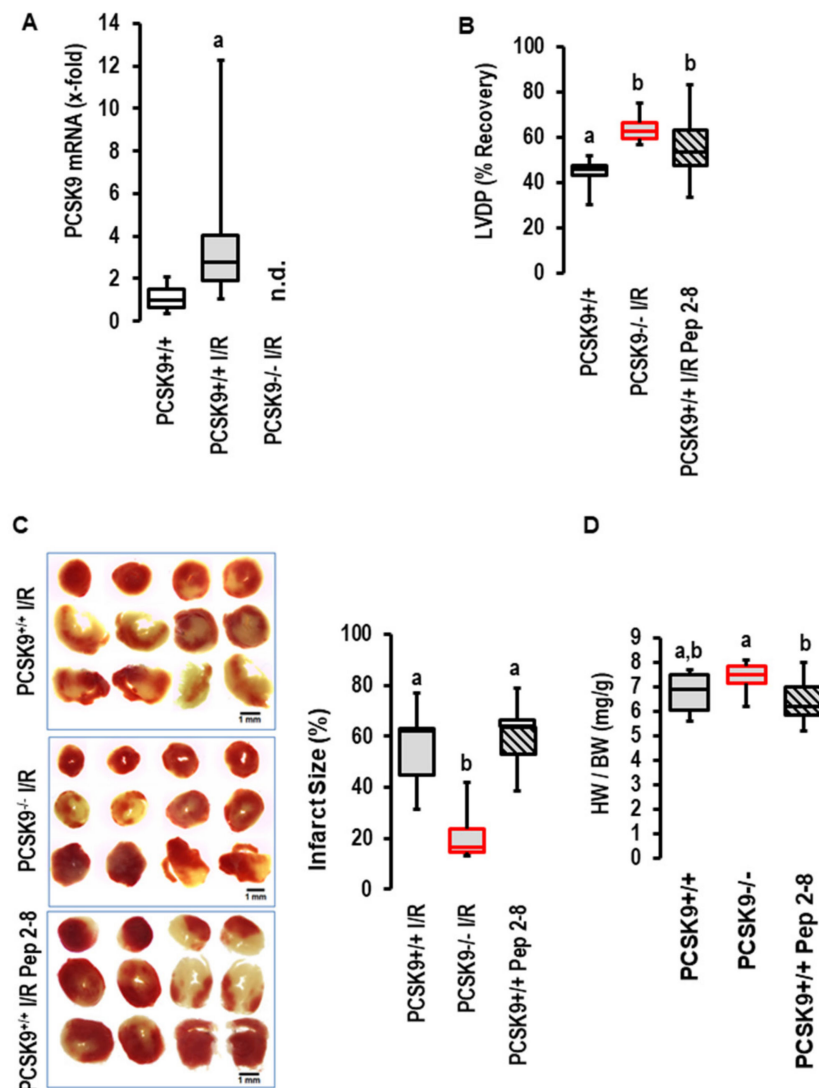 A
PCSK9 mRNA (x-fold)
14
12
10
8
6
4
2
0
a
n.d.
PCSK9+/+
PCSK9+/+ I/R
PCSK9-/- I/R
B
LVDP (% Recovery)
100
80
60
40
20
0
a
b
b
PCSK9+/+
PCSK9-/- I/R
PCSK9+/+ I/R Pep 2-8
C
PCSK9+/+ I/R
1 mm
PCSK9-/- I/R
1 mm
PCSK9+/+ I/R Pep 2-8
1 mm
Infarct Size (%)
100
80
60
40
20
0
a
b
a
PCSK9+/+ I/R
PCSK9-/- I/R
PCSK9+/+ Pep 2-8
D
HW / BW (mg/g)
9
8
7
6
5
4
3
2
1
0
a,b
a
b
PCSK9+/+
PCSK9-/-
PCSK9+/+ Pep 2-8